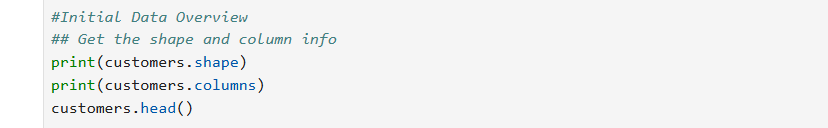 #Initial Data Overview
## Get the shape and column info
print(customers.shape)
print(customers.columns)
customers.head()